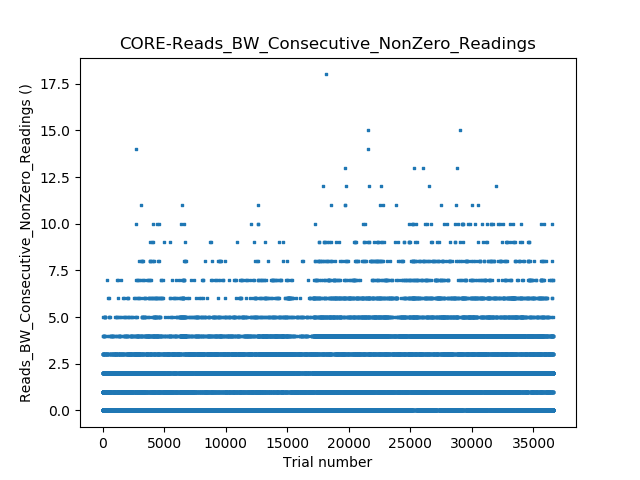 CORE-Reads_BW_Consecutive_NonZero_Readings
Reads_BW_Consecutive_NonZero_Readings ()
17.5
15.0
12.5
10.0
7.5
5.0
2.5
0.0
0 5000 10000 15000 20000 25000 30000 35000
Trial number